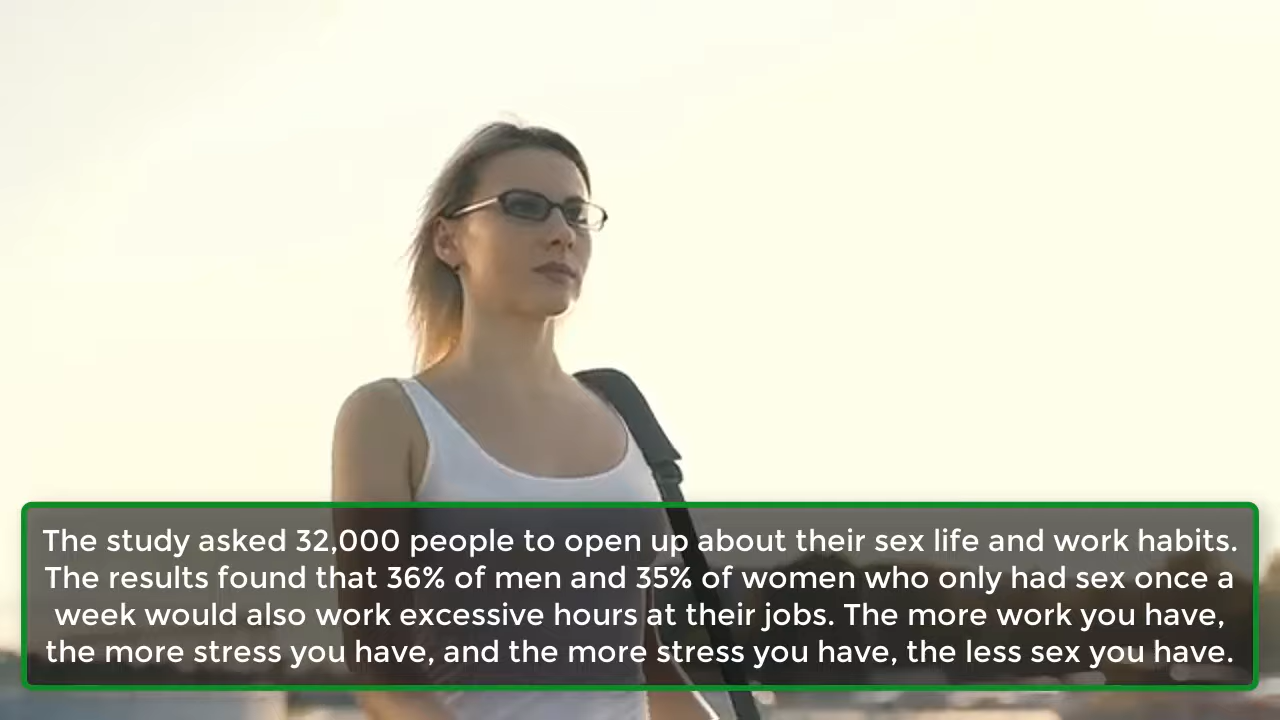 The study asked 32,000 people to open up about their sex life and work habits.
The results found that 36% of men and 35% of women who only had sex once a
week would also work excessive hours at their jobs. The more work you have,
the more stress you have, and the more stress you have, the less sex you have.